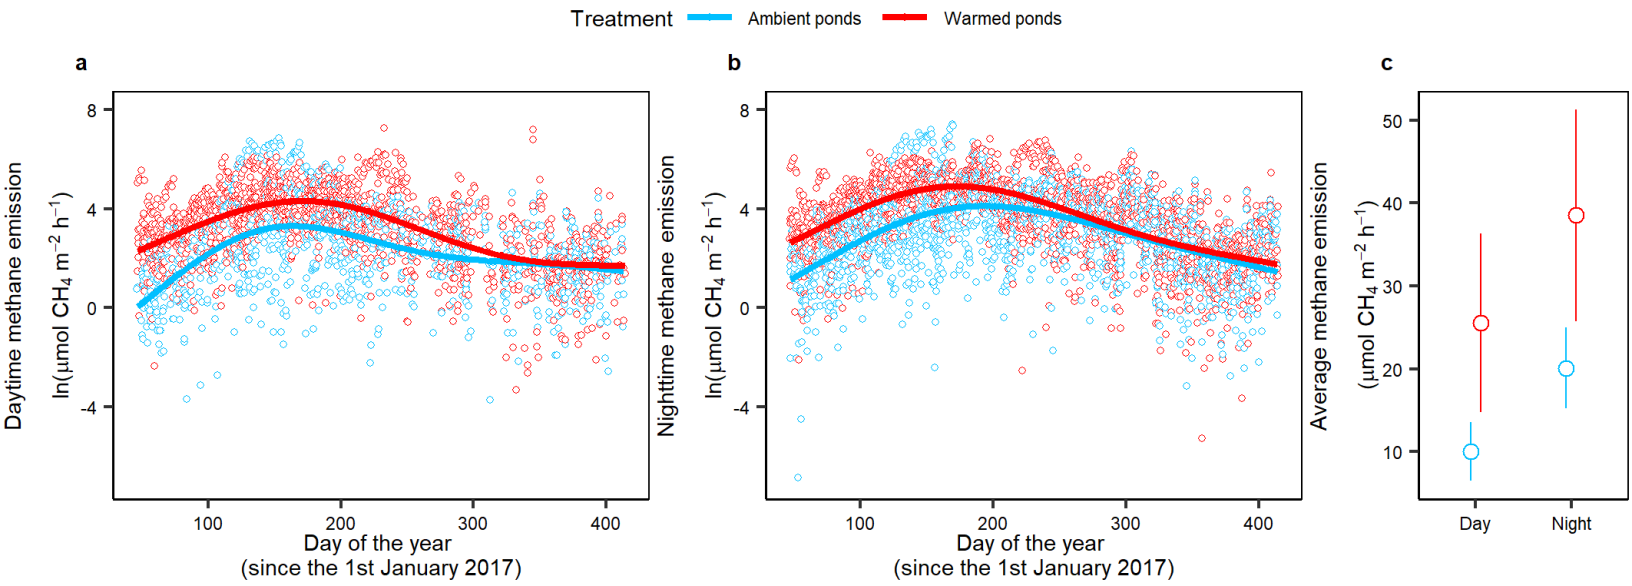 Treatment Ambient ponds Warmed ponds
a
b
c
Daytime methane emission
ln(μmol CH₄ m⁻² h⁻¹)
8
4
0
-4
100 200 300 400
Day of the year
(since the 1st January 2017)
Nighttime methane emission
ln(μmol CH₄ m⁻² h⁻¹)
8
4
0
-4
100 200 300 400
Day of the year
(since the 1st January 2017)
Average methane emission
(μmol CH₄ m⁻² h⁻¹)
50
40
30
20
10
Day Night